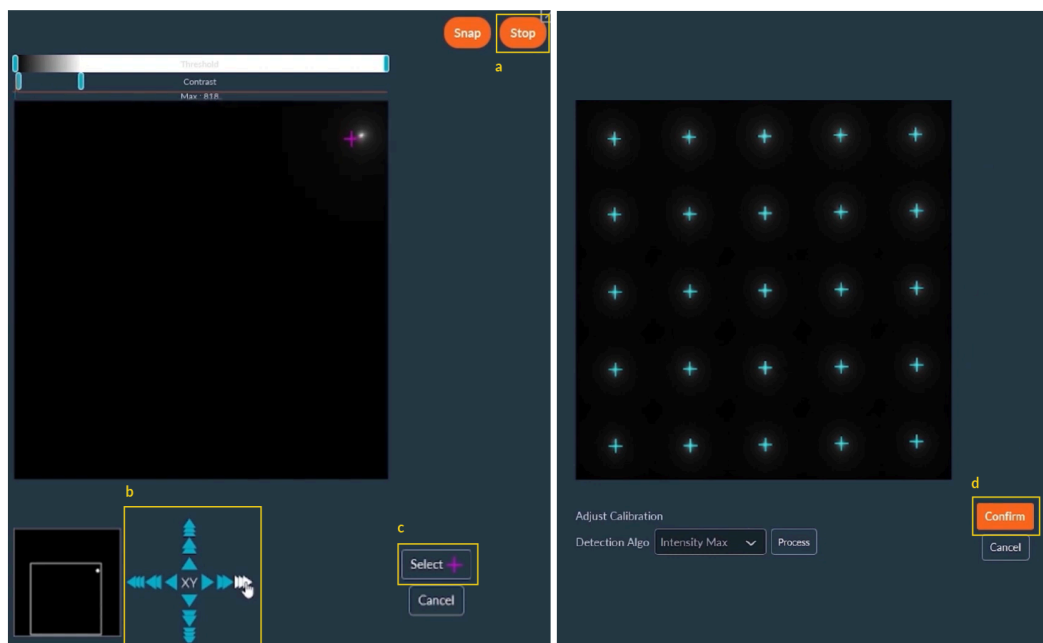 Snap
Stop
a
Threshold
Contrast
Max : 818.
b
XY
c
Select
Cancel
Adjust Calibration
Detection Algo
Intensity Max
Process
d
Confirm
Cancel